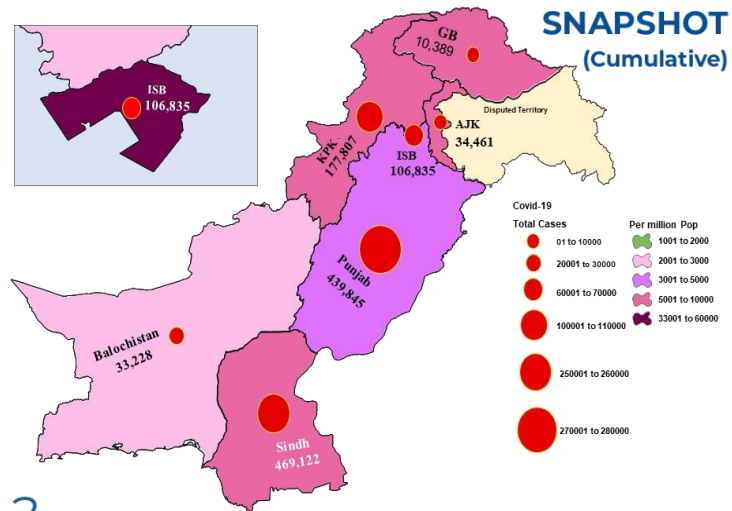 SNAPSHOT
(Cumulative)
ISB
106,835
GB
10,389
Disputed Territory
AJK
34,461
KPK
177,807
ISB
106,835
Punjab
439,845
Balochistan
33,228
Sindh
469,122
Covid-19
Total Cases
01 to 10000
20001 to 30000
60001 to 70000
100001 to 110000
250001 to 260000
270001 to 280000
Per million Pop
1001 to 2000
2001 to 3000
3001 to 5000
5001 to 10000
33001 to 60000